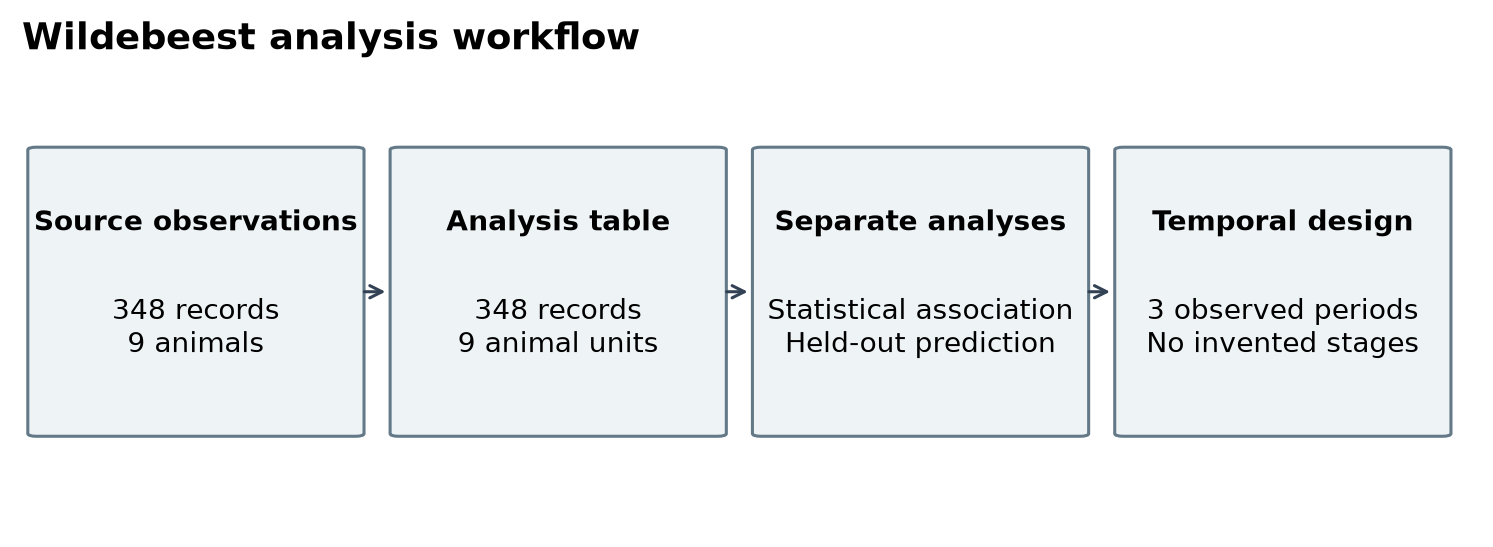 Wildebeest analysis workflow
Source observations
348 records
9 animals
Analysis table
348 records
9 animal units
Separate analyses
Statistical association
Held-out prediction
Temporal design
3 observed periods
No invented stages